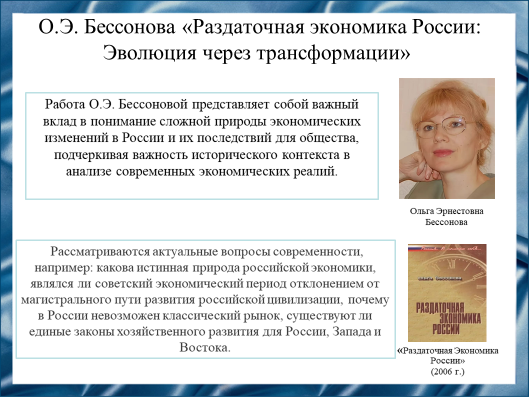 О.Э. Бессонова «Раздаточная экономика России:
Эволюция через трансформации»
Работа О.Э. Бессоновой представляет собой важный
вклад в понимание сложной природы экономических
изменений в России и их последствий для общества,
подчеркивая важность исторического контекста в
анализе современных экономических реалий.
Ольга Эрнестовна
Бессонова
Рассматриваются актуальные вопросы современности,
например: какова истинная природа российской экономики,
являлся ли советский экономический период отклонением от
магистрального пути развития российской цивилизации, почему
в России невозможен классический рынок, существуют ли
единые законы хозяйственного развития для России, Запада и
Востока.
РАЗДАТОЧНАЯ
ЭКОНОМИКА
РОССИИ
«Раздаточная Экономика
России»
(2006 г.)